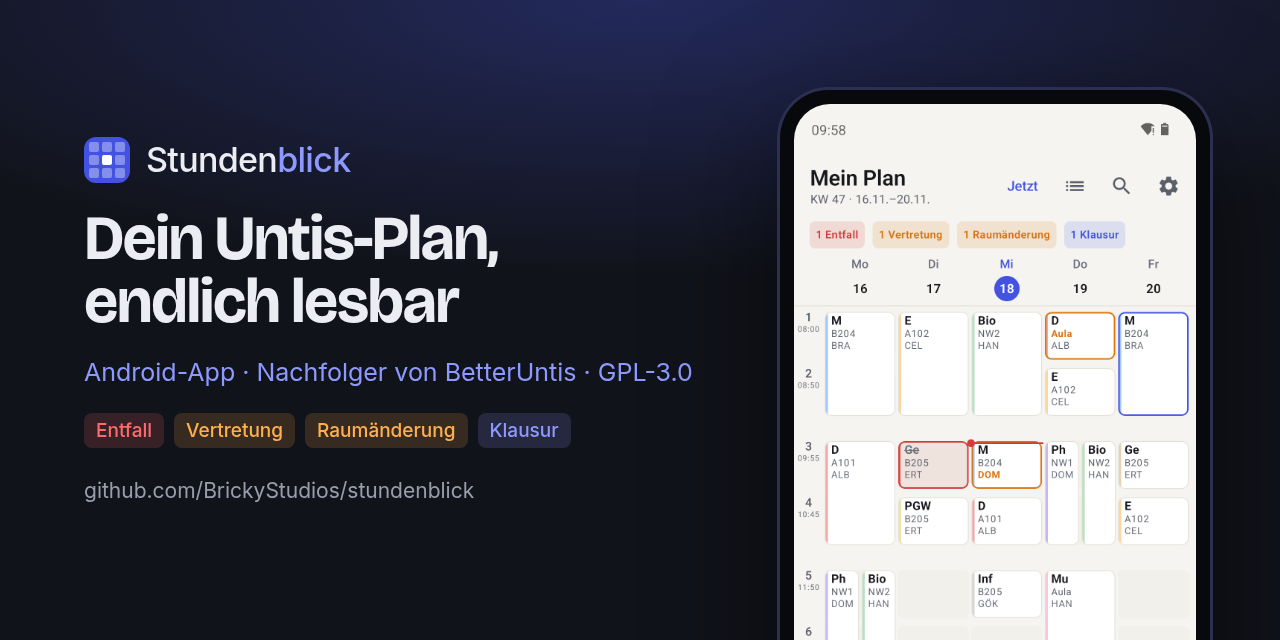 Stundenblick
Dein Untis-Plan,
endlich lesbar
Android-App · Nachfolger von BetterUntis · GPL-3.0
Entfall Vertretung Raumänderung Klausur
github.com/BrickyStudios/stundenblick
09:58
Mein Plan
Jetzt
KW 47 · 16.11.–20.11.
1 Entfall 1 Vertretung 1 Raumänderung 1 Klausur
Mo Di Mi Do Fr
16 17 18 19 20
1
08:00
M
B204
BRA
E
A102
CEL
Bio
NW2
HAN
D
Aula
ALB
M
B204
BRA
2
08:50
E
A102
CEL
3
09:55
D
A101
ALB
Ge
B205
ERT
M
B204
DOM
Ph
NW1
DOM
Bio
NW2
HAN
Ge
B205
ERT
4
10:45
PGW
B205
ERT
D
A101
ALB
E
A102
CEL
5
11:50
Ph
NW1
DOM
Bio
NW2
HAN
Inf
B205
GÖK
Mu
Aula
HAN
6